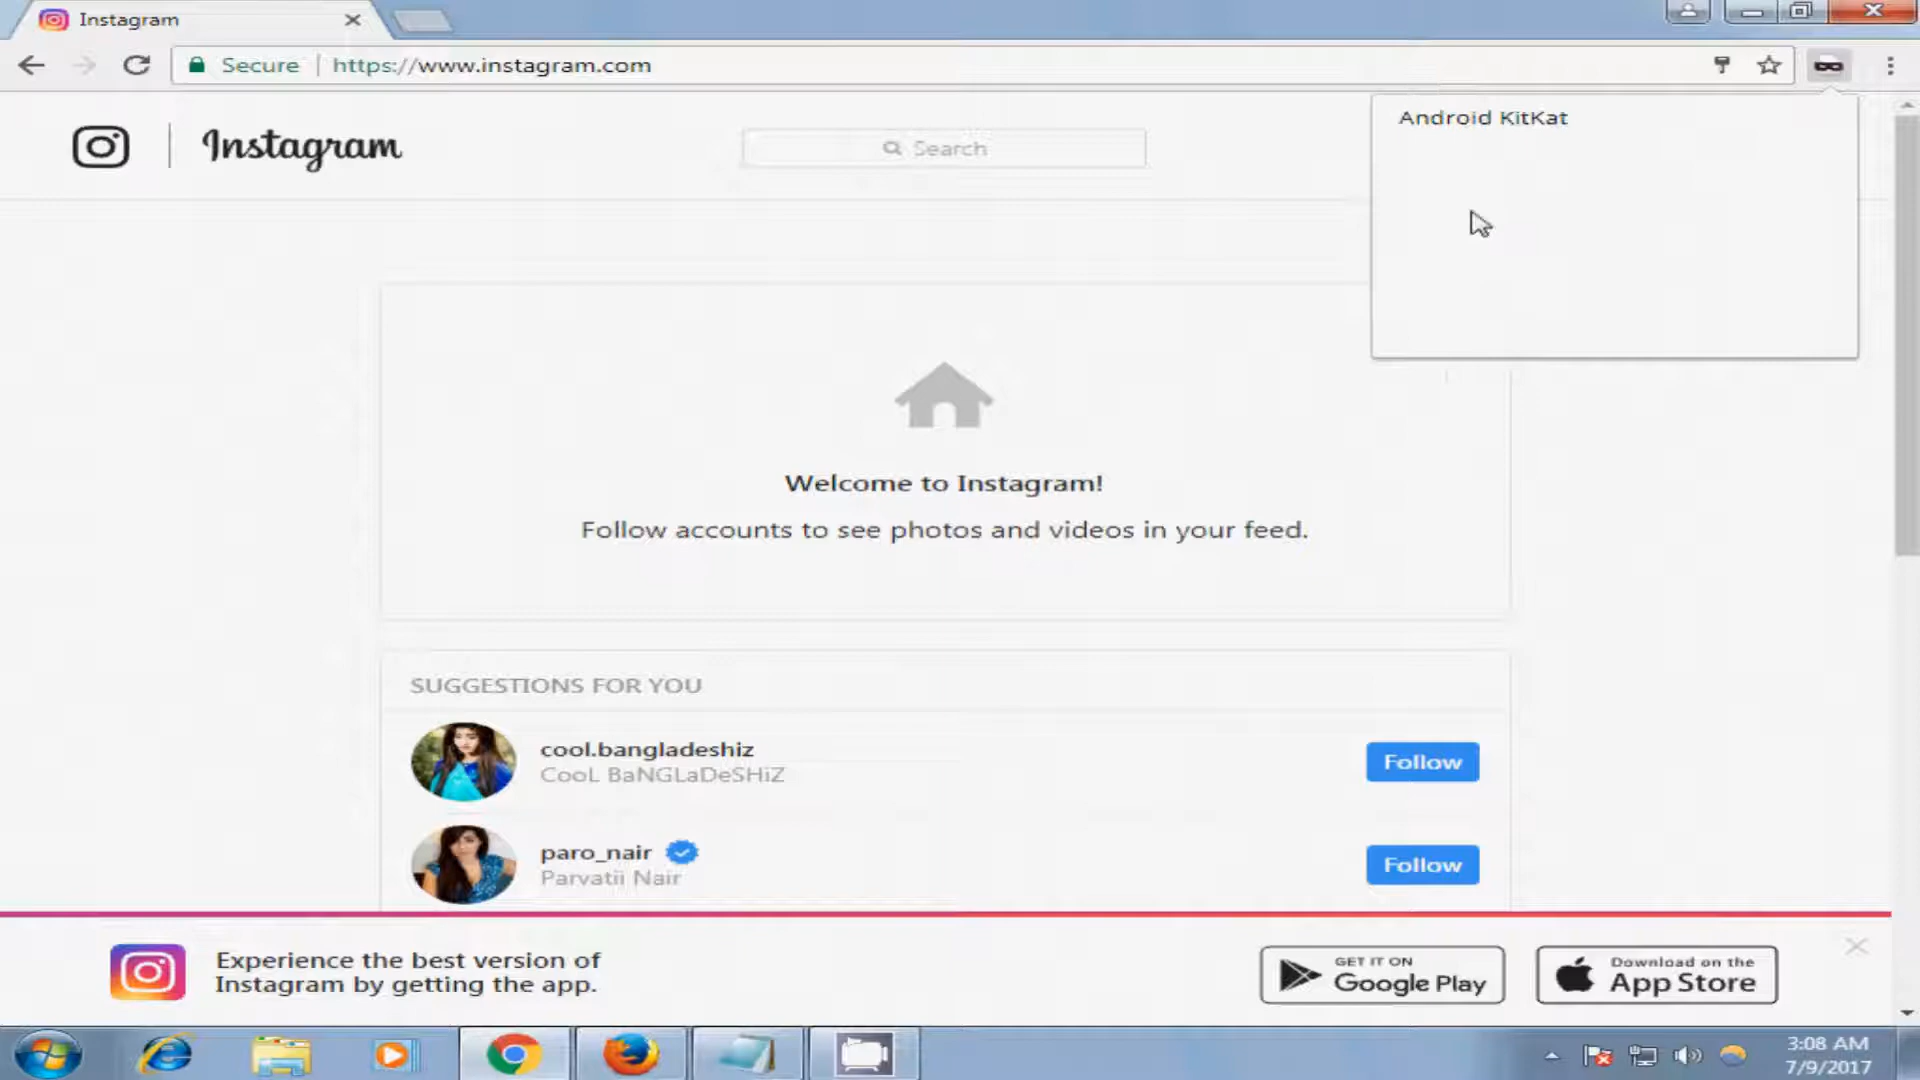 Instagram
Secure
https://www.instagram.com
Android KitKat
Instagram
Search
Welcome to Instagram!
Follow accounts to see photos and videos in your feed.
SUGGESTIONS FOR YOU
cool.bangladeshiz
CooL BaNGLaDeSHiZ
Follow
paro_nair
Parvatii Nair
Follow
Experience the best version of
Instagram by getting the app.
GET IT ON
Google Play
Download on the
App Store
3:08 AM
7/9/2017